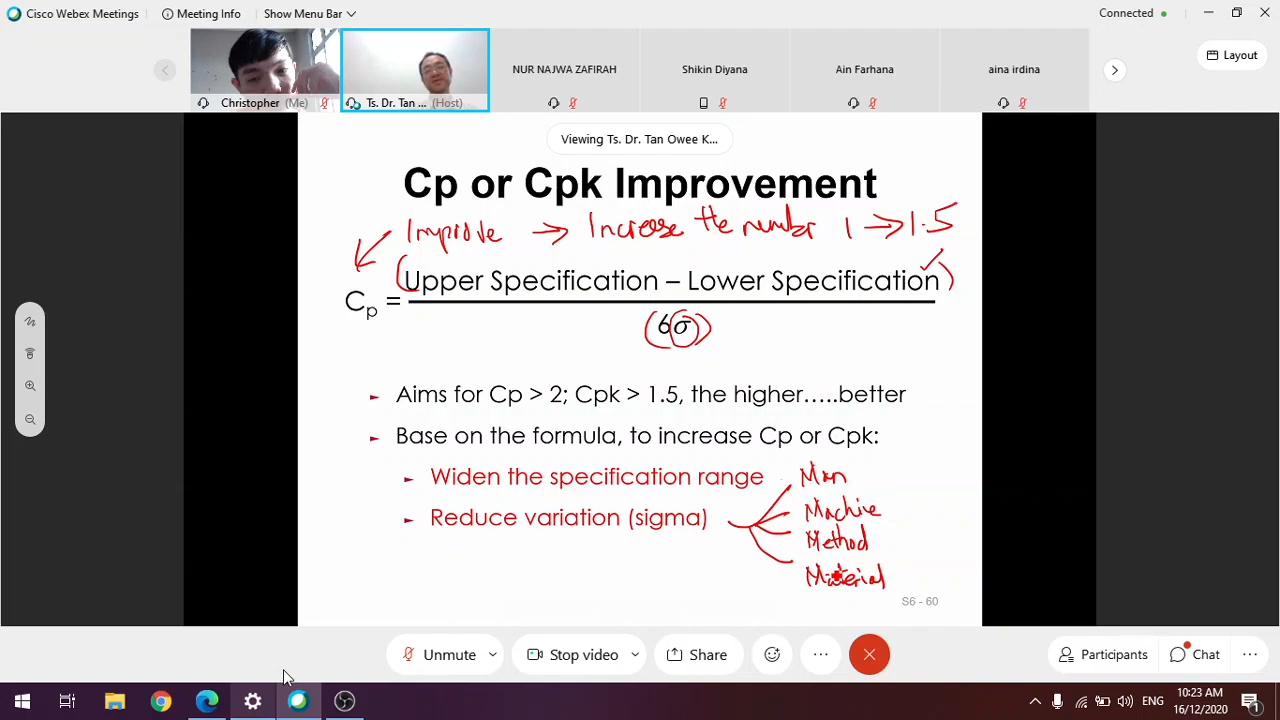 Cisco Webex Meetings
Meeting Info
Show Menu Bar
Connected
Layout
Christopher (Me)
Ts. Dr. Tan ... (Host)
NUR NAJWA ZAFIRAH
Shikin Diyana
Ain Farhana
aina irdina
Viewing Ts. Dr. Tan Owee K...
Cp or Cpk Improvement
Improve → Increase the number 1 → 1.5
Cp = (Upper Specification – Lower Specification)
(6σ)
► Aims for Cp > 2; Cpk > 1.5, the higher…..better
► Base on the formula, to increase Cp or Cpk:
► Widen the specification range
► Reduce variation (sigma)
Man
Machine
Method
Material
S6 - 60
Unmute
Stop video
Share
Participants
Chat
ENG
10:23 AM
16/12/2020
1